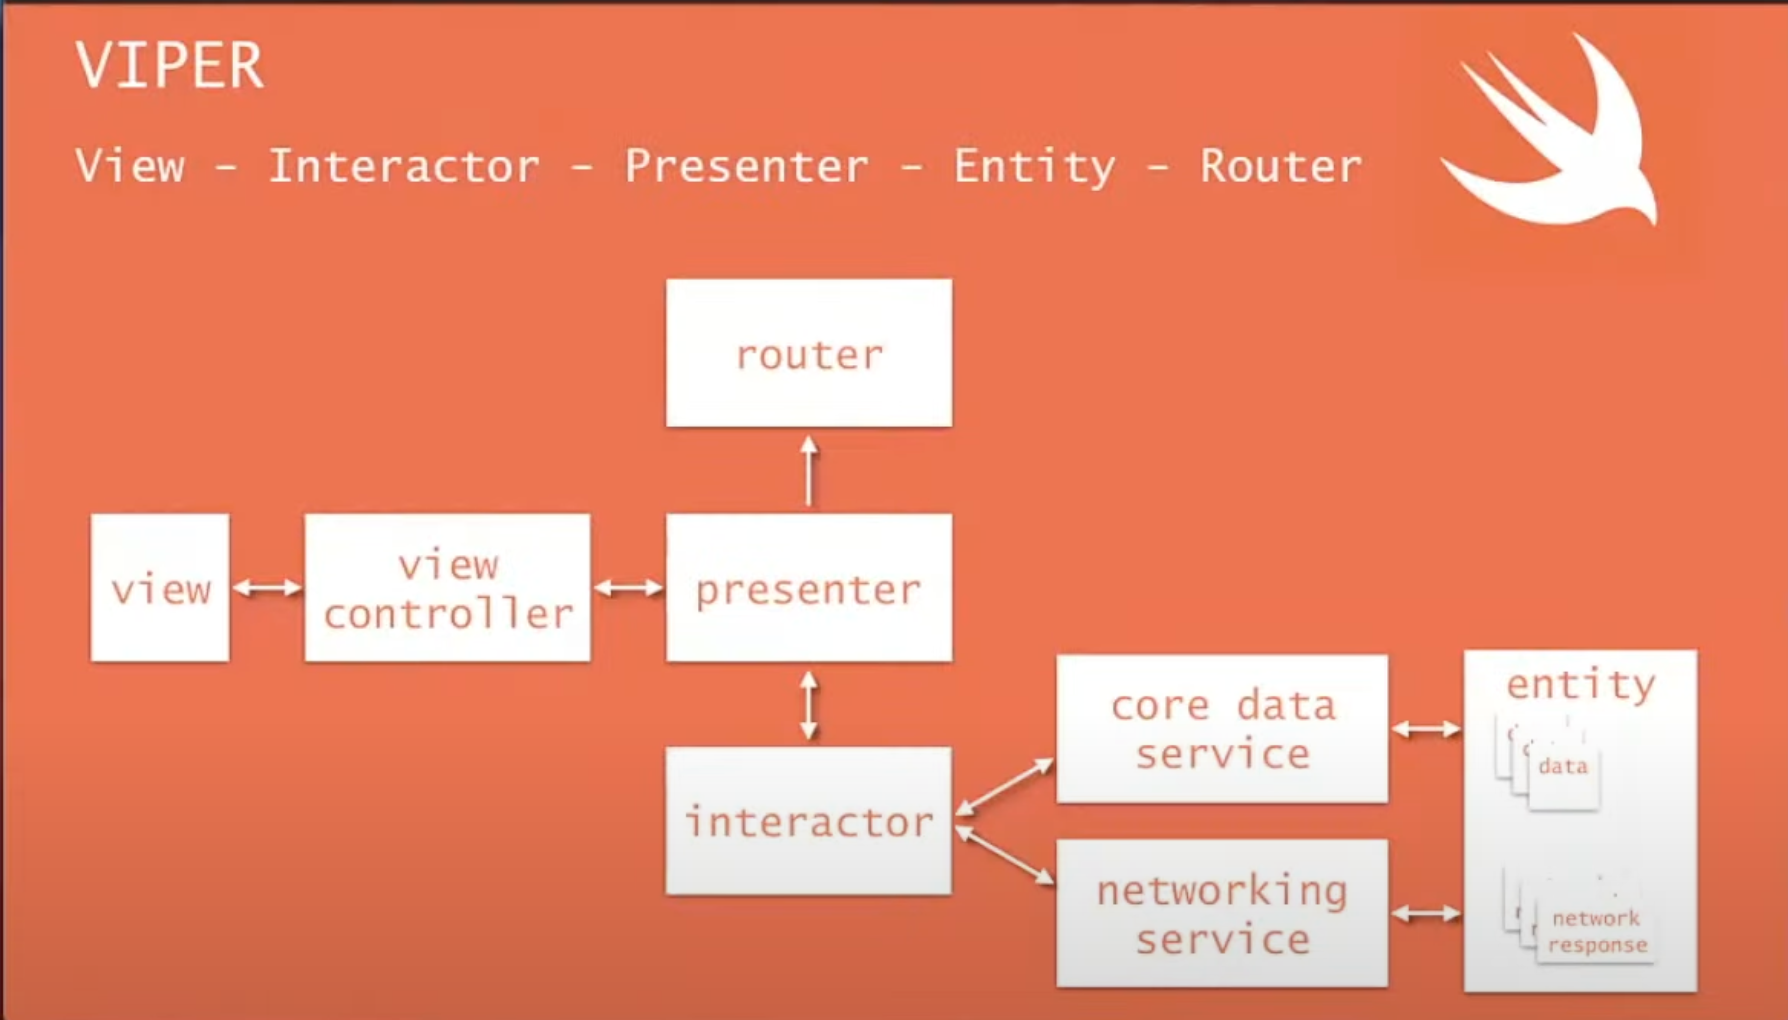 VIPER
View – Interactor – Presenter – Entity – Router
router
view
view
controller
presenter
interactor
core data
service
networking
service
entity
data
network
response